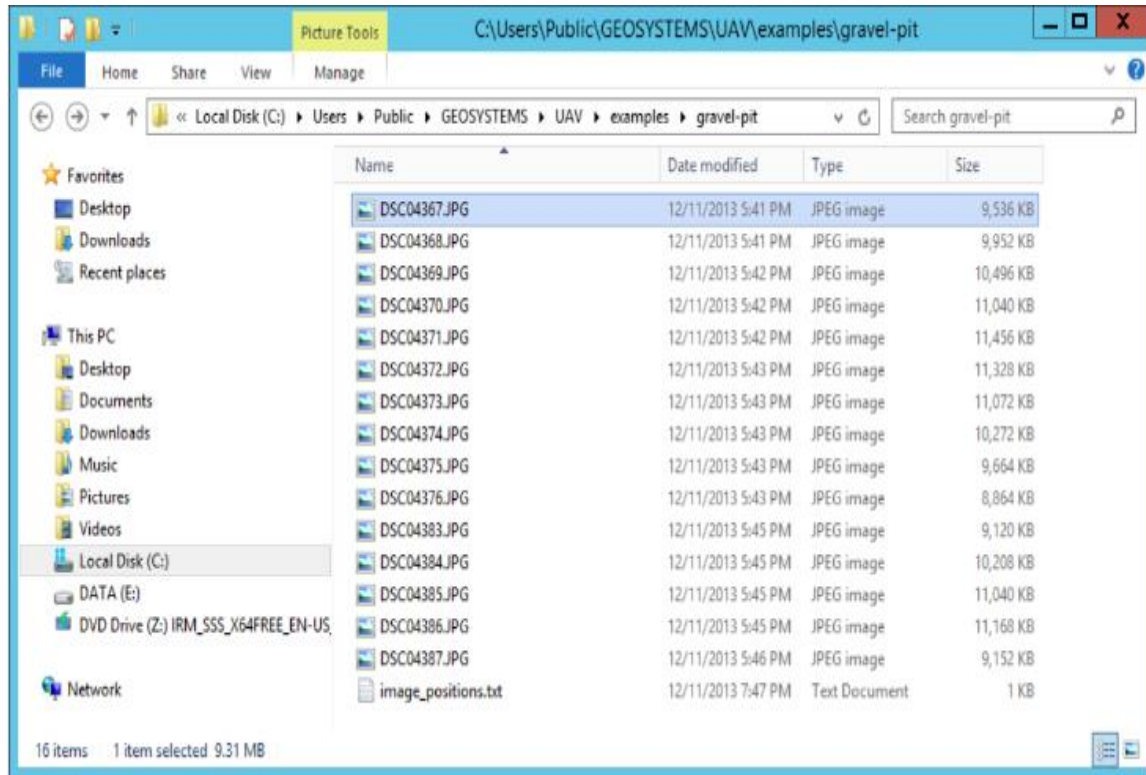 Picture Tools C:\Users\Public\GEOSYSTEMS\UAV\examples\gravel-pit
File Home Share View Manage
« Local Disk (C:) ▸ Users ▸ Public ▸ GEOSYSTEMS ▸ UAV ▸ examples ▸ gravel-pit Search gravel-pit
Favorites
Desktop
Downloads
Recent places
This PC
Desktop
Documents
Downloads
Music
Pictures
Videos
Local Disk (C:)
DATA (E:)
DVD Drive (Z:) IRM_SSS_X64FREE_EN-US_
Network
Name Date modified Type Size
DSC04367.JPG 12/11/2013 5:41 PM JPEG image 9,536 KB
DSC04368.JPG 12/11/2013 5:41 PM JPEG image 9,952 KB
DSC04369.JPG 12/11/2013 5:42 PM JPEG image 10,496 KB
DSC04370.JPG 12/11/2013 5:42 PM JPEG image 11,040 KB
DSC04371.JPG 12/11/2013 5:42 PM JPEG image 11,456 KB
DSC04372.JPG 12/11/2013 5:43 PM JPEG image 11,328 KB
DSC04373.JPG 12/11/2013 5:43 PM JPEG image 11,072 KB
DSC04374.JPG 12/11/2013 5:43 PM JPEG image 10,272 KB
DSC04375.JPG 12/11/2013 5:43 PM JPEG image 9,664 KB
DSC04376.JPG 12/11/2013 5:43 PM JPEG image 8,864 KB
DSC04383.JPG 12/11/2013 5:45 PM JPEG image 9,120 KB
DSC04384.JPG 12/11/2013 5:45 PM JPEG image 10,208 KB
DSC04385.JPG 12/11/2013 5:45 PM JPEG image 11,040 KB
DSC04386.JPG 12/11/2013 5:45 PM JPEG image 11,168 KB
DSC04387.JPG 12/11/2013 5:46 PM JPEG image 9,152 KB
image_positions.txt 12/11/2013 7:47 PM Text Document 1 KB
16 items 1 item selected 9.31 MB